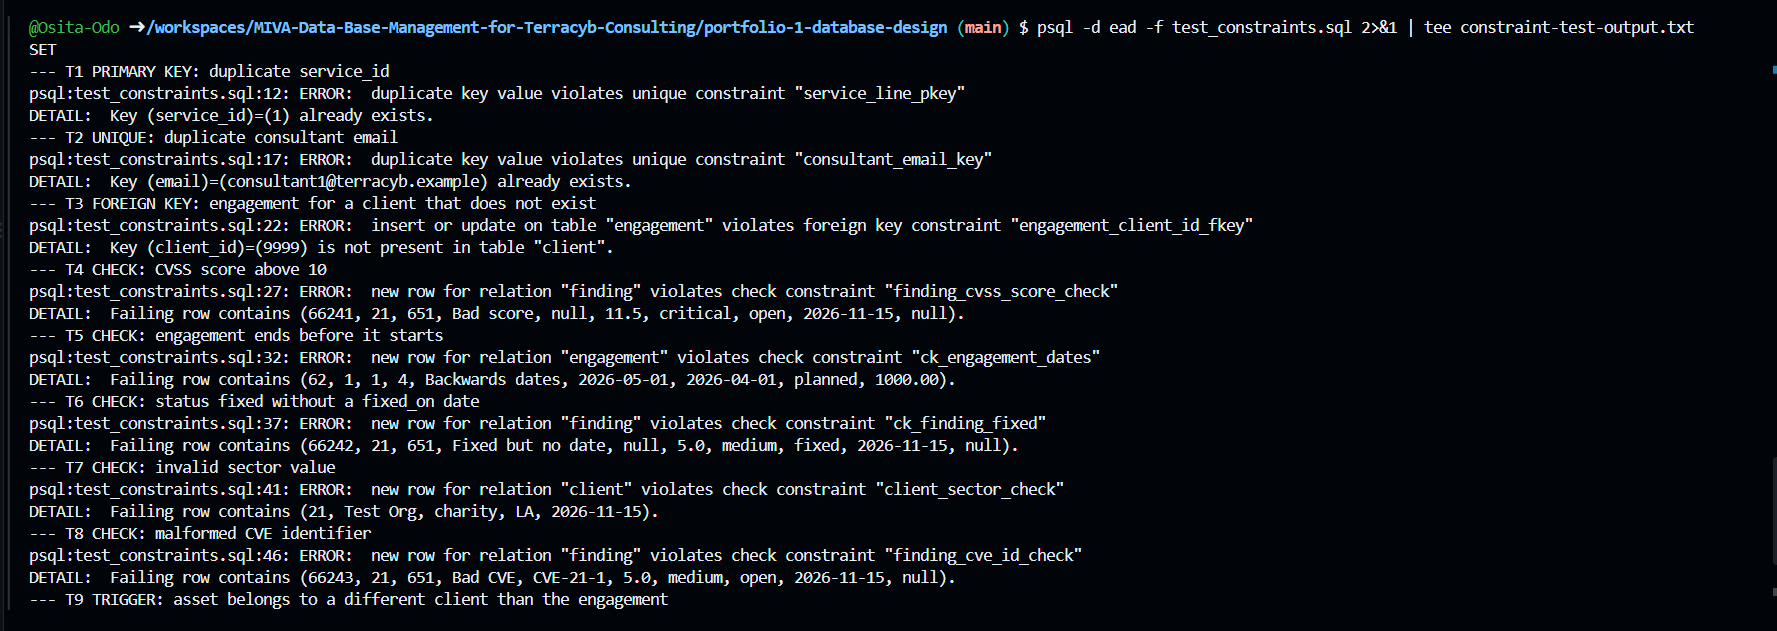 @Osita-Odo ➜/workspaces/MIVA-Data-Base-Management-for-Terracyb-Consulting/portfolio-1-database-design (main) $ psql -d ead -f test_constraints.sql 2>&1 | tee constraint-test-output.txt
SET
--- T1 PRIMARY KEY: duplicate service_id
psql:test_constraints.sql:12: ERROR:  duplicate key value violates unique constraint "service_line_pkey"
DETAIL:  Key (service_id)=(1) already exists.
--- T2 UNIQUE: duplicate consultant email
psql:test_constraints.sql:17: ERROR:  duplicate key value violates unique constraint "consultant_email_key"
DETAIL:  Key (email)=(consultant1@terracyb.example) already exists.
--- T3 FOREIGN KEY: engagement for a client that does not exist
psql:test_constraints.sql:22: ERROR:  insert or update on table "engagement" violates foreign key constraint "engagement_client_id_fkey"
DETAIL:  Key (client_id)=(9999) is not present in table "client".
--- T4 CHECK: CVSS score above 10
psql:test_constraints.sql:27: ERROR:  new row for relation "finding" violates check constraint "finding_cvss_score_check"
DETAIL:  Failing row contains (66241, 21, 651, Bad score, null, 11.5, critical, open, 2026-11-15, null).
--- T5 CHECK: engagement ends before it starts
psql:test_constraints.sql:32: ERROR:  new row for relation "engagement" violates check constraint "ck_engagement_dates"
DETAIL:  Failing row contains (62, 1, 1, 4, Backwards dates, 2026-05-01, 2026-04-01, planned, 1000.00).
--- T6 CHECK: status fixed without a fixed_on date
psql:test_constraints.sql:37: ERROR:  new row for relation "finding" violates check constraint "ck_finding_fixed"
DETAIL:  Failing row contains (66242, 21, 651, Fixed but no date, null, 5.0, medium, fixed, 2026-11-15, null).
--- T7 CHECK: invalid sector value
psql:test_constraints.sql:41: ERROR:  new row for relation "client" violates check constraint "client_sector_check"
DETAIL:  Failing row contains (21, Test Org, charity, LA, 2026-11-15).
--- T8 CHECK: malformed CVE identifier
psql:test_constraints.sql:46: ERROR:  new row for relation "finding" violates check constraint "finding_cve_id_check"
DETAIL:  Failing row contains (66243, 21, 651, Bad CVE, CVE-21-1, 5.0, medium, open, 2026-11-15, null).
--- T9 TRIGGER: asset belongs to a different client than the engagement